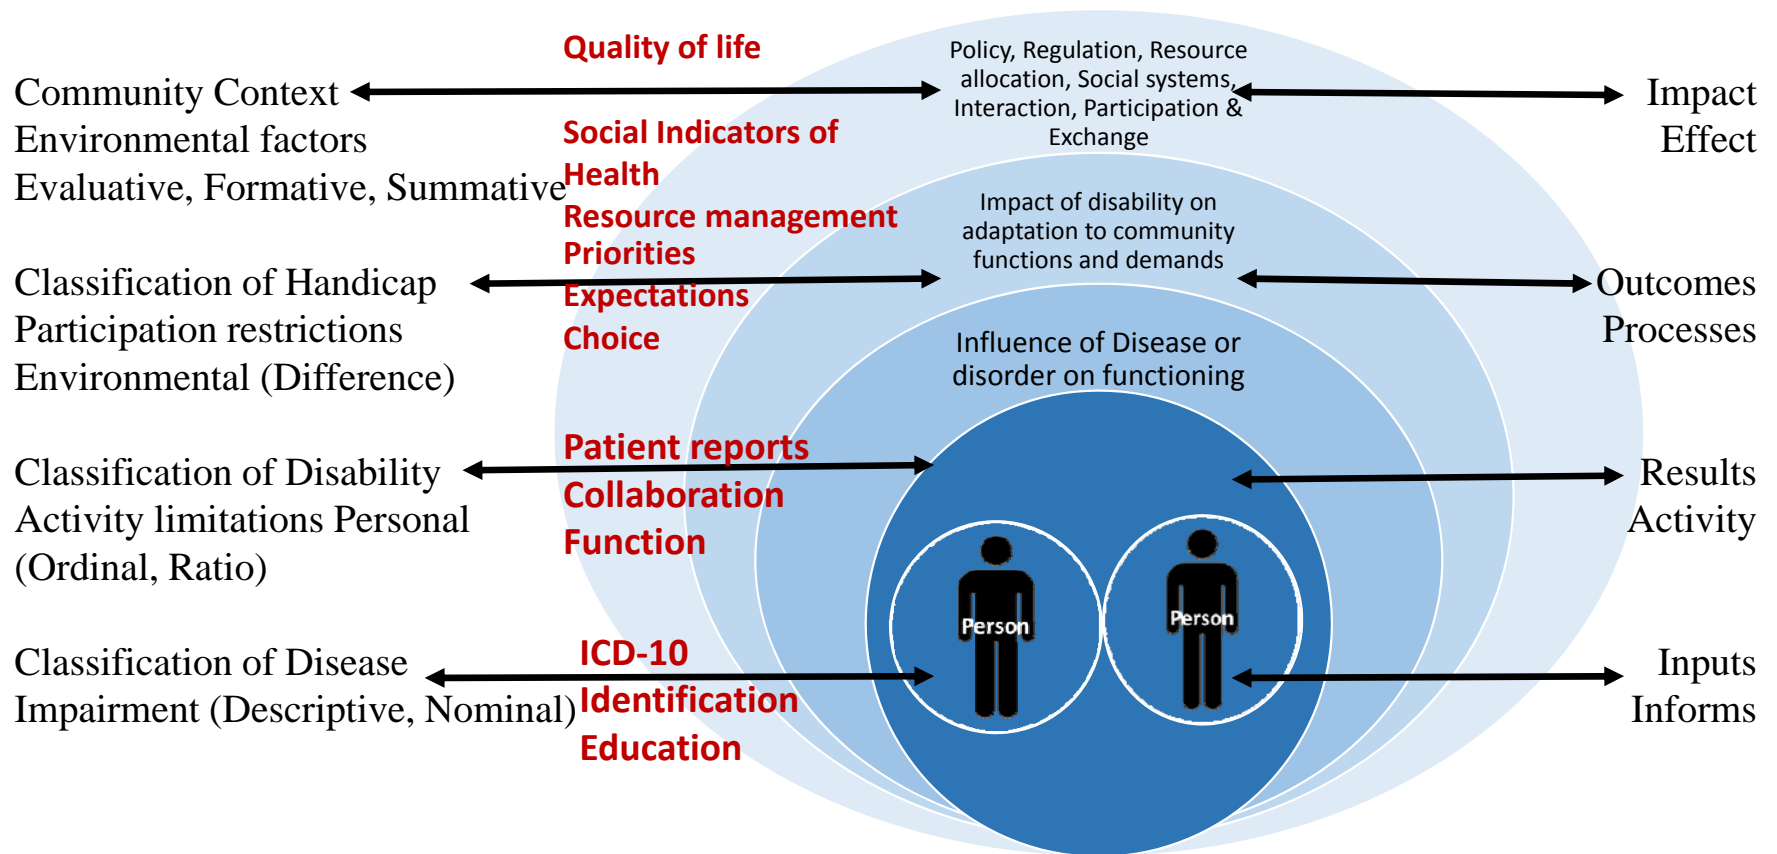 Community Context
Environmental factors
Evaluative, Formative, Summative
Classification of Handicap
Participation restrictions
Environmental (Difference)
Classification of Disability
Activity limitations Personal
(Ordinal, Ratio)
Classification of Disease
Impairment (Descriptive, Nominal)
Quality of life
Social Indicators of
Health
Resource management
Priorities
Expectations
Choice
Patient reports
Collaboration
Function
ICD-10
Identification
Education
Policy, Regulation, Resource
allocation, Social systems,
Interaction, Participation &
Exchange
Impact of disability on
adaptation to community
functions and demands
Influence of Disease or
disorder on functioning
Person
Person
Impact
Effect
Outcomes
Processes
Results
Activity
Inputs
Informs